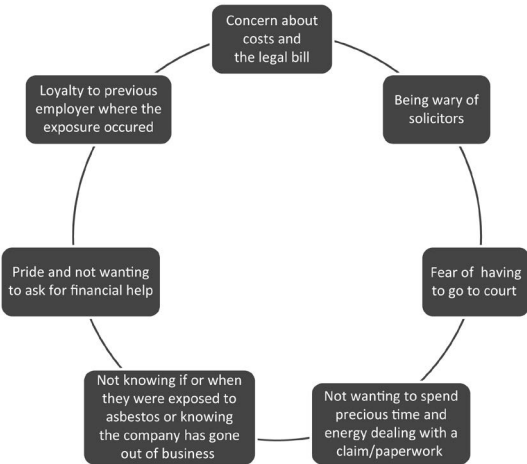 Concern about
costs and
the legal bill
Being wary of
solicitors
Fear of having
to go to court
Not wanting to spend
precious time and
energy dealing with a
claim/paperwork
Not knowing if or when
they were exposed to
asbestos or knowing
the company has gone
out of business
Pride and not wanting
to ask for financial help
Loyalty to previous
employer where the
exposure occured